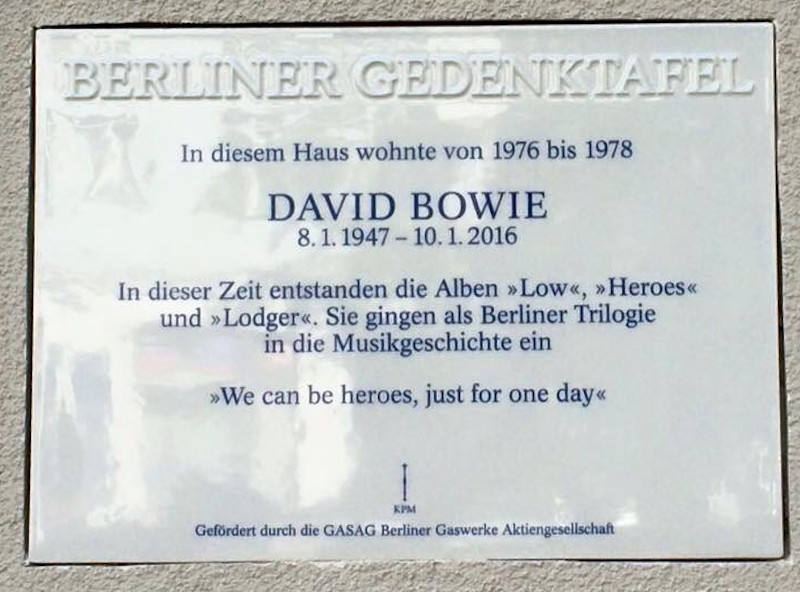 BERLINER GEDENKTAFEL
In diesem Haus wohnte von 1976 bis 1978
DAVID BOWIE
8. 1. 1947 – 10. 1. 2016
In dieser Zeit entstanden die Alben »Low«, »Heroes«
und »Lodger«. Sie gingen als Berliner Trilogie
in die Musikgeschichte ein
»We can be heroes, just for one day«
KPM
Gefördert durch die GASAG Berliner Gaswerke Aktiengesellschaft